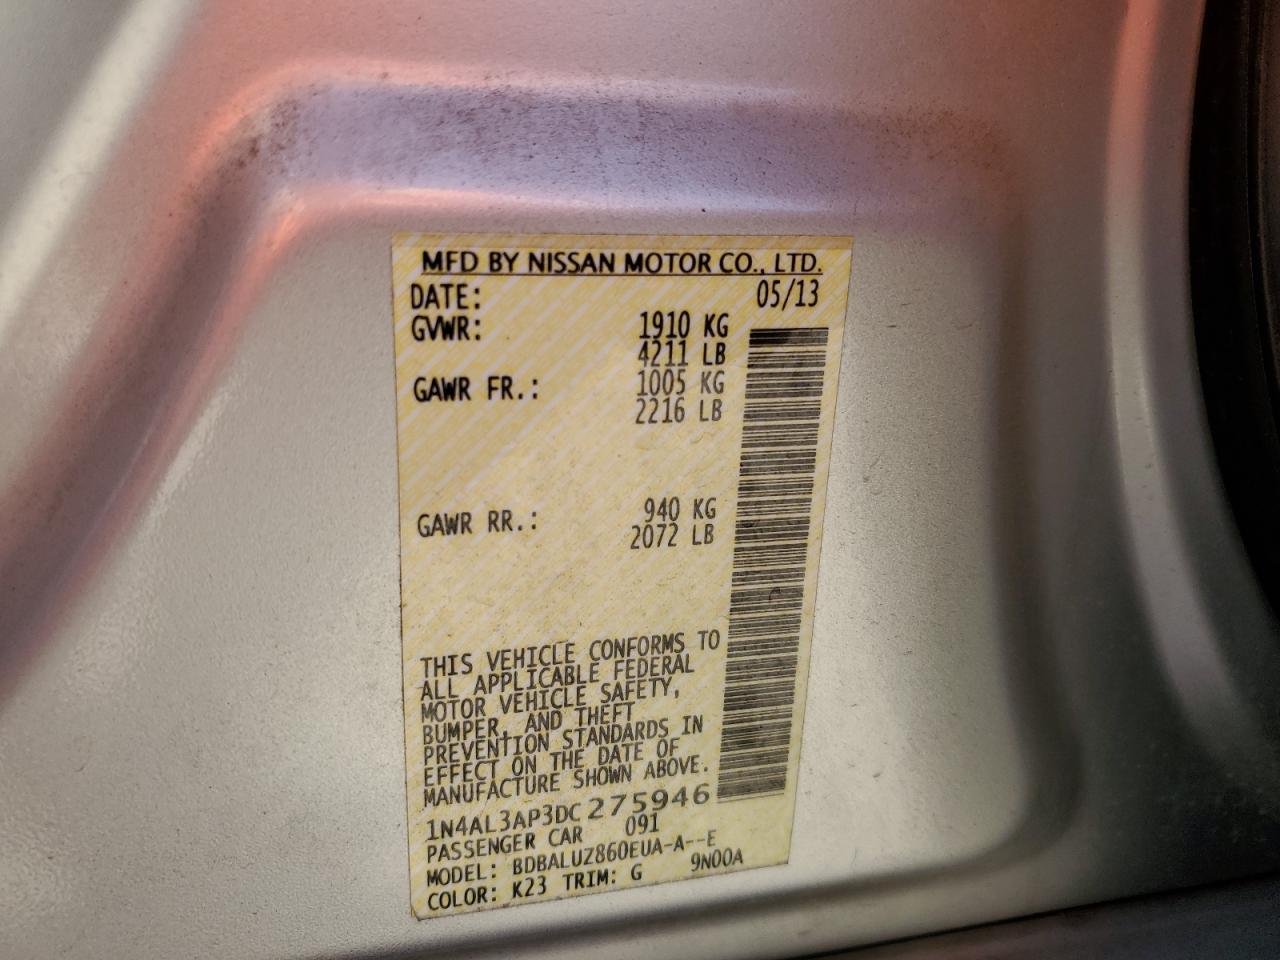 MFD BY NISSAN MOTOR CO., LTD.
DATE: 05/13
GVWR: 1910 KG
4211 LB
GAWR FR.: 1005 KG
2216 LB
GAWR RR.: 940 KG
2072 LB
THIS VEHICLE CONFORMS TO
ALL APPLICABLE FEDERAL
MOTOR VEHICLE SAFETY,
BUMPER, AND THEFT
PREVENTION STANDARDS IN
EFFECT ON THE DATE OF
MANUFACTURE SHOWN ABOVE.
1N4AL3AP3DC275946
PASSENGER CAR 091
MODEL: BDBALUZ860EUA-A--E
COLOR: K23 TRIM: G 9N00A